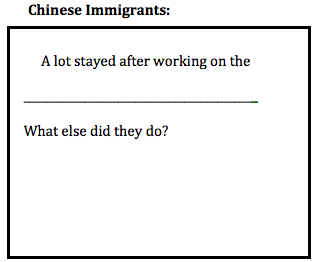 Chinese Immigrants:
A lot stayed after working on the
What else did they do?